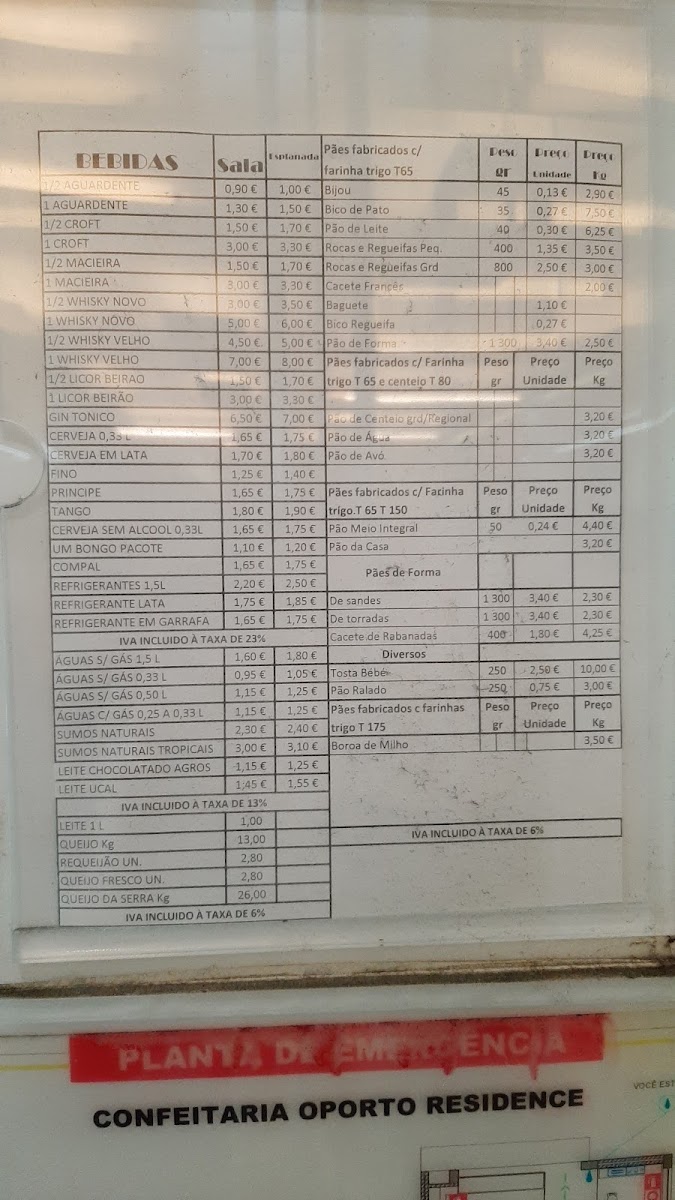 BEBIDAS Sala Esplanada
1/2 AGUARDENTE 0,90 € 1,00 €
1 AGUARDENTE 1,30 € 1,50 €
1/2 CROFT 1,50 € 1,70 €
1 CROFT 3,00 € 3,30 €
1/2 MACIEIRA 1,50 € 1,70 €
1 MACIEIRA 3,00 € 3,30 €
1/2 WHISKY NOVO 3,00 € 3,50 €
1 WHISKY NOVO 5,00 € 6,00 €
1/2 WHISKY VELHO 4,50 € 5,00 €
1 WHISKY VELHO 7,00 € 8,00 €
1/2 LICOR BEIRAO 1,50 € 1,70 €
1 LICOR BEIRÃO 3,00 € 3,30 €
GIN TONICO 6,50 € 7,00 €
CERVEJA 0,33 L 1,65 € 1,75 €
CERVEJA EM LATA 1,70 € 1,80 €
FINO 1,25 € 1,40 €
PRINCIPE 1,65 € 1,75 €
TANGO 1,80 € 1,90 €
CERVEJA SEM ALCOOL 0,33L 1,65 € 1,75 €
UM BONGO PACOTE 1,10 € 1,20 €
COMPAL 1,65 € 1,75 €
REFRIGERANTES 1,5L 2,20 € 2,50 €
REFRIGERANTE LATA 1,75 € 1,85 €
REFRIGERANTE EM GARRAFA 1,65 € 1,75 €
IVA INCLUIDO À TAXA DE 23%
ÁGUAS S/ GÁS 1,5 L 1,60 € 1,80 €
ÁGUAS S/ GÁS 0,33 L 0,95 € 1,05 €
ÁGUAS S/ GÁS 0,50 L 1,15 € 1,25 €
ÁGUAS C/ GÁS 0,25 A 0,33 L 1,15 € 1,25 €
SUMOS NATURAIS 2,30 € 2,40 €
SUMOS NATURAIS TROPICAIS 3,00 € 3,10 €
LEITE CHOCOLATADO AGROS 1,15 € 1,25 €
LEITE UCAL 1,45 € 1,55 €
IVA INCLUIDO À TAXA DE 13%
LEITE 1 L 1,00
QUEIJO Kg 13,00
REQUEIJÃO UN. 2,80
QUEIJO FRESCO UN. 2,80
QUEIJO DA SERRA Kg 26,00
IVA INCLUIDO À TAXA DE 6%
Pães fabricados c/ Peso Preço Preço
farinha trigo T65 gr Unidade Kg
Bijou 45 0,13 € 2,90 €
Bico de Pato 35 0,27 € 7,50 €
Pão de Leite 40 0,30 € 6,25 €
Rocas e Regueifas Peq. 400 1,35 € 3,50 €
Rocas e Regueifas Grd 800 2,50 € 3,00 €
Cacete Francês 2,00 €
Baguete 1,10 €
Bico Regueifa 0,27 €
Pão de Forma 1 300 3,40 € 2,50 €
Pães fabricados c/ Farinha Peso Preço Preço
trigo T 65 e centeio T 80 gr Unidade Kg
Pão de Centeio grd/Regional 3,20 €
Pão de Água 3,20 €
Pão de Avó 3,20 €
Pães fabricados c/ Farinha Peso Preço Preço
trigo.T 65 T 150 gr Unidade Kg
Pão Meio Integral 50 0,24 € 4,40 €
Pão da Casa 3,20 €
Pães de Forma
De sandes 1 300 3,40 € 2,30 €
De torradas 1 300 3,40 € 2,30 €
Cacete de Rabanadas 400 1,80 € 4,25 €
Diversos
Tosta Bebé 250 2,50 € 10,00 €
Pão Ralado 250 0,75 € 3,00 €
Pães fabricados c farinhas Peso Preço Preço
trigo T 175 gr Unidade Kg
Boroa de Milho 3,50 €
IVA INCLUIDO À TAXA DE 6%
PLANTA DE EMERGÊNCIA
CONFEITARIA OPORTO RESIDENCE
VOCÊ EST